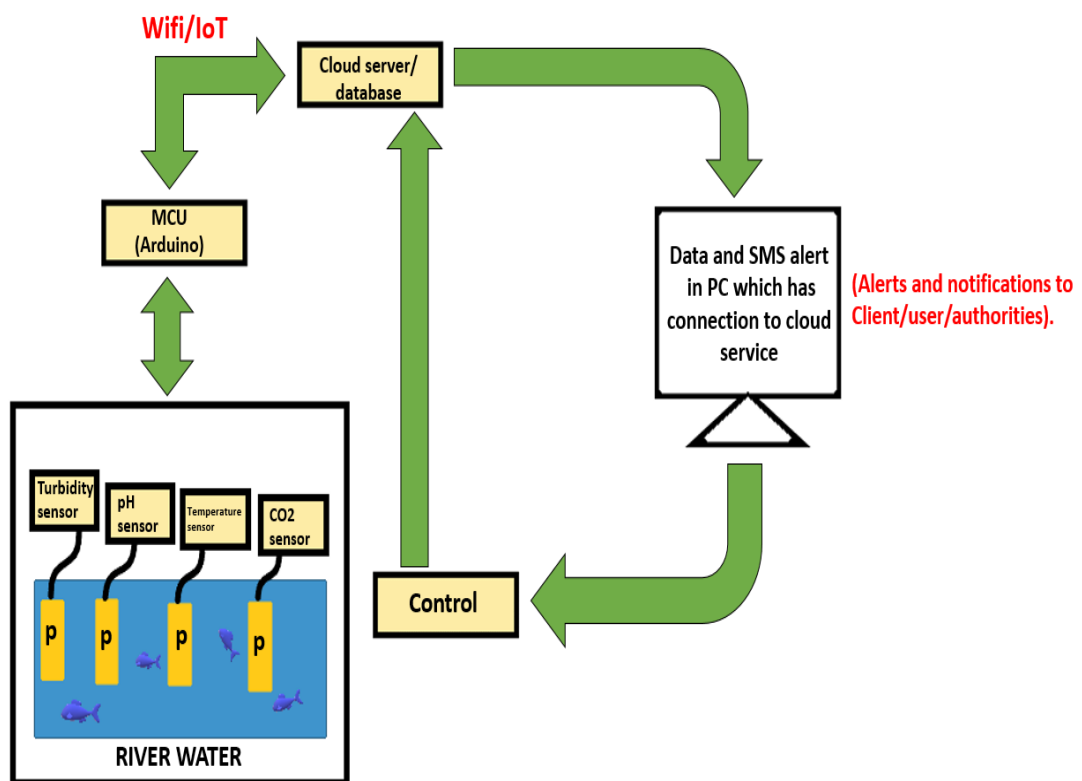 Wifi/IoT
Cloud server/
database
MCU
(Arduino)
Data and SMS alert
in PC which has
connection to cloud
service
(Alerts and notifications to
Client/user/authorities).
Turbidity
sensor
pH
sensor
Temperature
sensor
CO2
sensor
Control
p
p
p
p
RIVER WATER